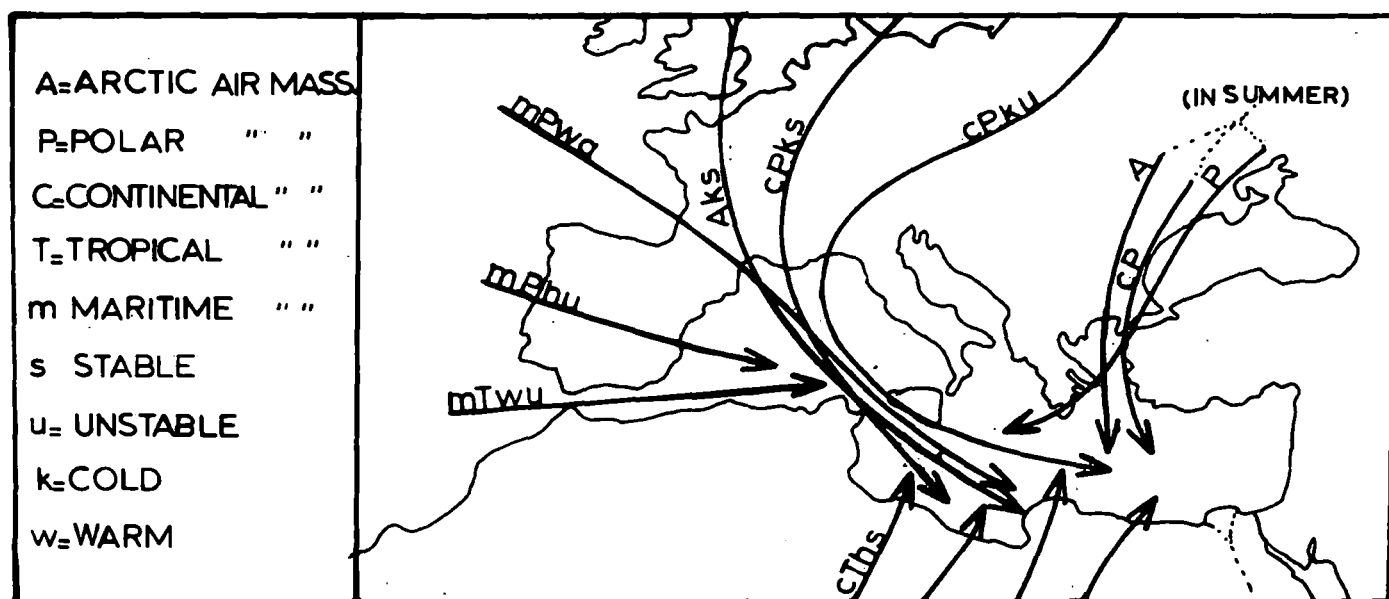 A=ARCTIC AIR MASS.
P=POLAR " "
C=CONTINENTAL " "
T=TROPICAL " "
m MARITIME " "
s STABLE
u= UNSTABLE
k=COLD
w=WARM
(IN SUMMER)
mPwa
Aks
cPks
cPku
A
P
cP
mPhu
mTwu
cThs